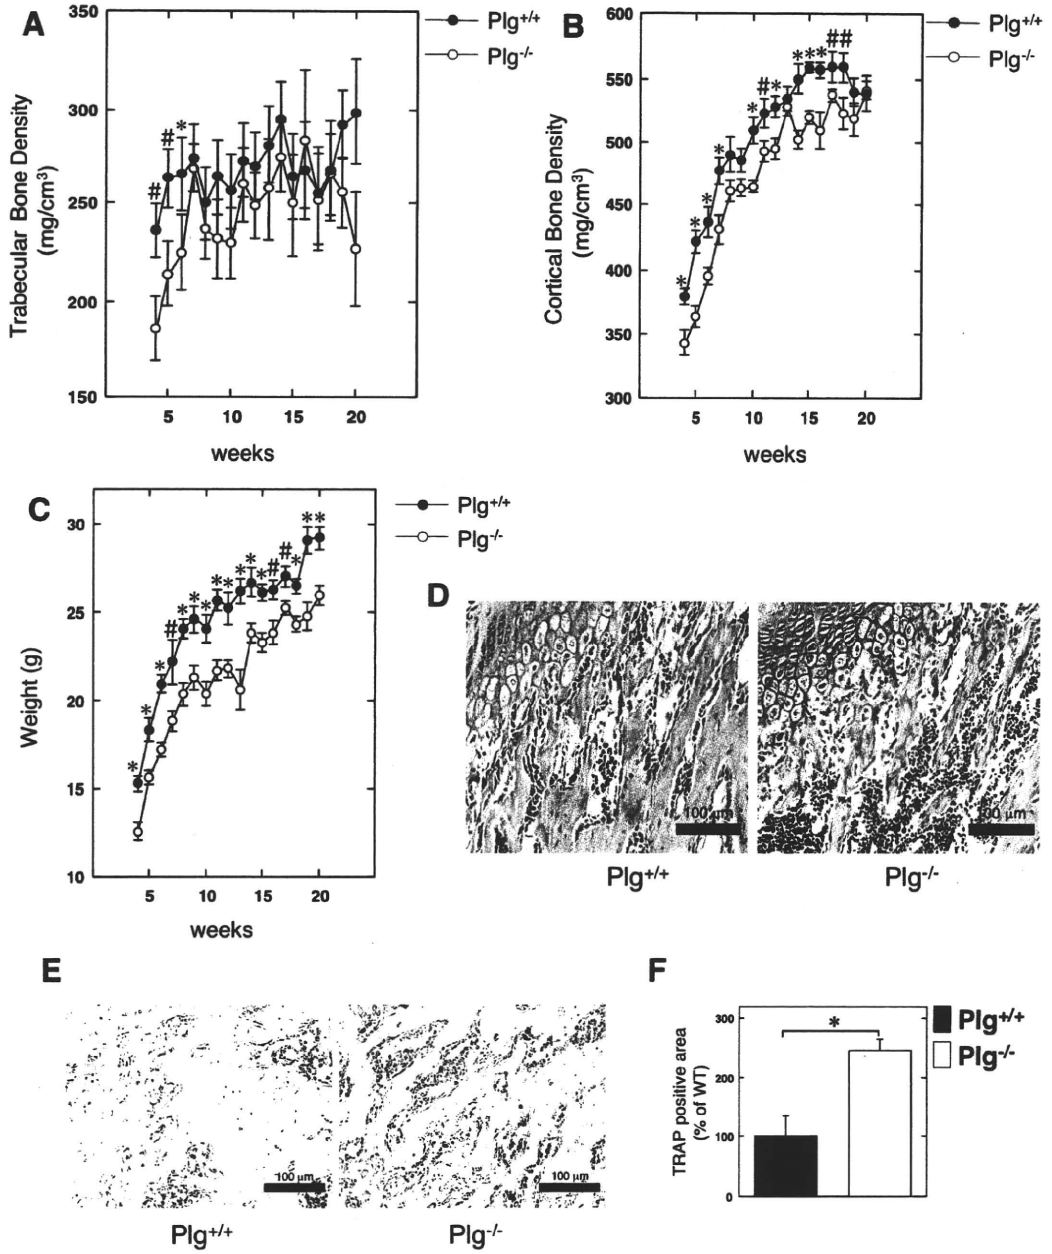 A
Plg+/+
Plg-/-
350
300
250
200
150
# # *
5 10 15 20
weeks
Trabecular Bone Density
(mg/cm3)
B
Plg+/+
Plg-/-
600
550
500
450
400
350
300
* * * * * # * * * * # #
5 10 15 20
weeks
Cortical Bone Density
(mg/cm3)
C
Plg+/+
Plg-/-
30
25
20
15
10
* * * # * * * * * * * * # # * * *
5 10 15 20
weeks
Weight (g)
D
100 µm
100 µm
Plg+/+
Plg-/-
E
100 µm
100 µm
Plg+/+
Plg-/-
F
Plg+/+
Plg-/-
300
200
100
0
*
TRAP positive area
(% of WT)